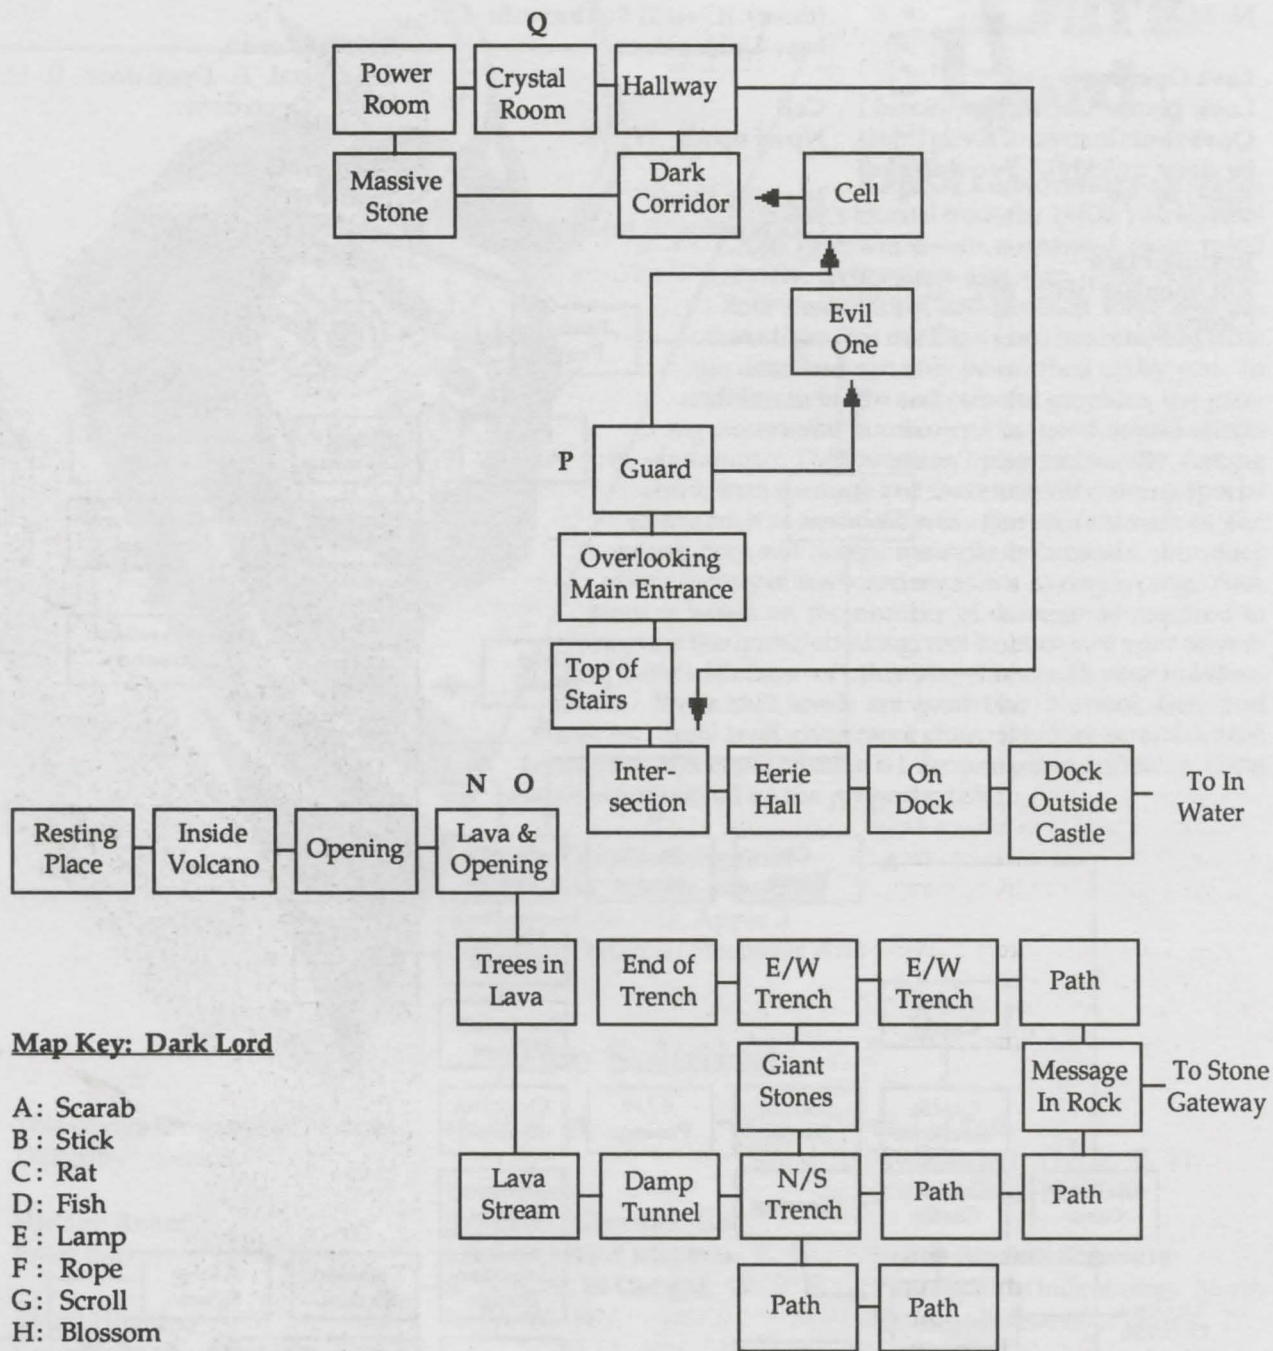 Q
Power
Room
Crystal
Room
Hallway
Massive
Stone
Dark
Corridor
Cell
Evil
One
P
Guard
Overlooking
Main Entrance
Top of
Stairs
Inter-
section
Eerie
Hall
On
Dock
Dock
Outside
Castle
To In
Water
N O
Resting
Place
Inside
Volcano
Opening
Lava &
Opening
Trees in
Lava
End of
Trench
E/W
Trench
E/W
Trench
Path
Giant
Stones
Message
In Rock
To Stone
Gateway
Lava
Stream
Damp
Tunnel
N/S
Trench
Path
Path
Path
Path
Map Key: Dark Lord
A: Scarab
B: Stick
C: Rat
D: Fish
E: Lamp
F: Rope
G: Scroll
H: Blossom